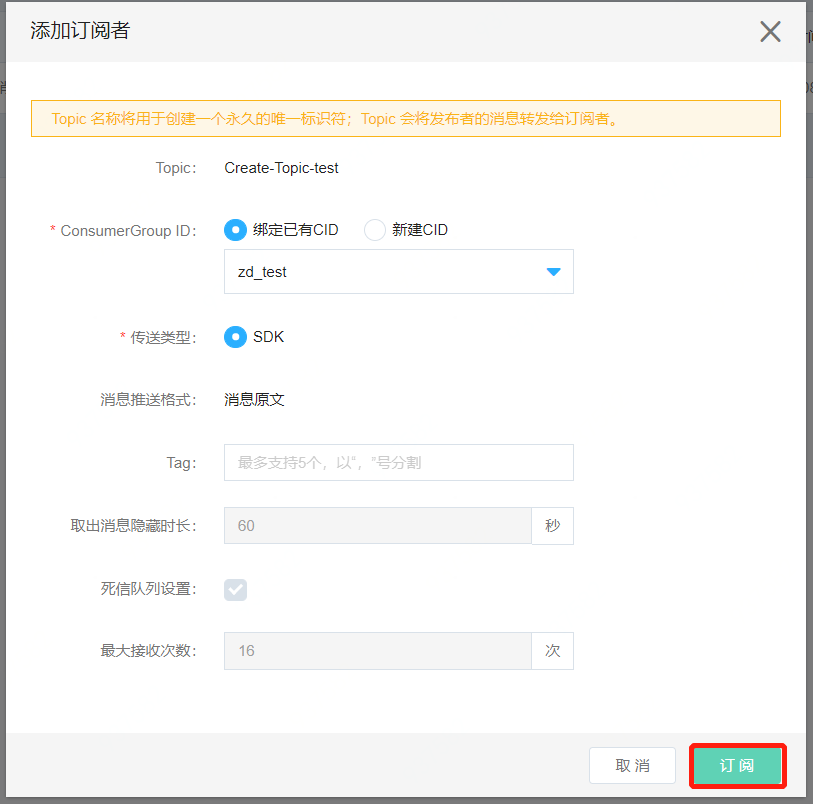 添加订阅者
Topic 名称将用于创建一个永久的唯一标识符；Topic 会将发布者的消息转发给订阅者。
Topic： Create-Topic-test
* ConsumerGroup ID： 绑定已有CID 新建CID
zd_test
* 传送类型： SDK
消息推送格式： 消息原文
Tag： 最多支持5个，以“，”号分割
取出消息隐藏时长： 60 秒
死信队列设置：
最大接收次数： 16 次
取 消 订 阅